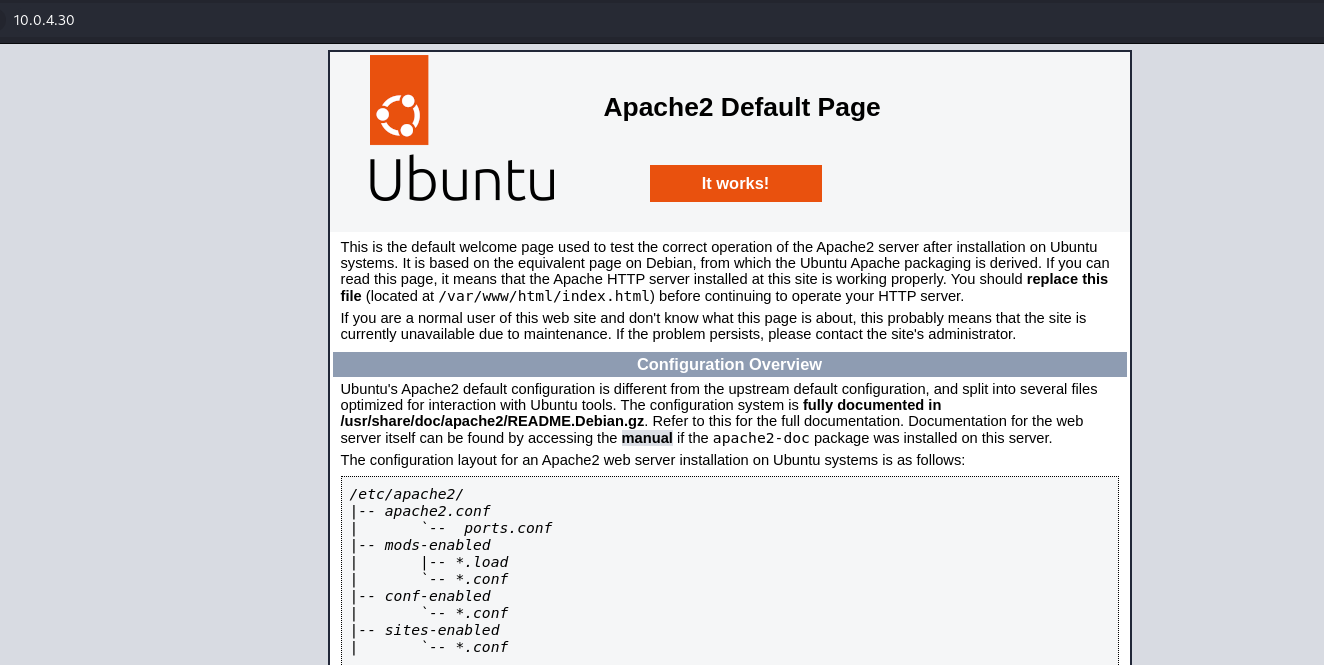 10.0.4.30
Apache2 Default Page
Ubuntu
It works!
This is the default welcome page used to test the correct operation of the Apache2 server after installation on Ubuntu
systems. It is based on the equivalent page on Debian, from which the Ubuntu Apache packaging is derived. If you can
read this page, it means that the Apache HTTP server installed at this site is working properly. You should replace this
file (located at /var/www/html/index.html) before continuing to operate your HTTP server.
If you are a normal user of this web site and don't know what this page is about, this probably means that the site is
currently unavailable due to maintenance. If the problem persists, please contact the site's administrator.
Configuration Overview
Ubuntu's Apache2 default configuration is different from the upstream default configuration, and split into several files
optimized for interaction with Ubuntu tools. The configuration system is fully documented in
/usr/share/doc/apache2/README.Debian.gz. Refer to this for the full documentation. Documentation for the web
server itself can be found by accessing the manual if the apache2-doc package was installed on this server.
The configuration layout for an Apache2 web server installation on Ubuntu systems is as follows:
/etc/apache2/
|-- apache2.conf
|       `--  ports.conf
|-- mods-enabled
|       |-- *.load
|       `-- *.conf
|-- conf-enabled
|       `-- *.conf
|-- sites-enabled
|       `-- *.conf